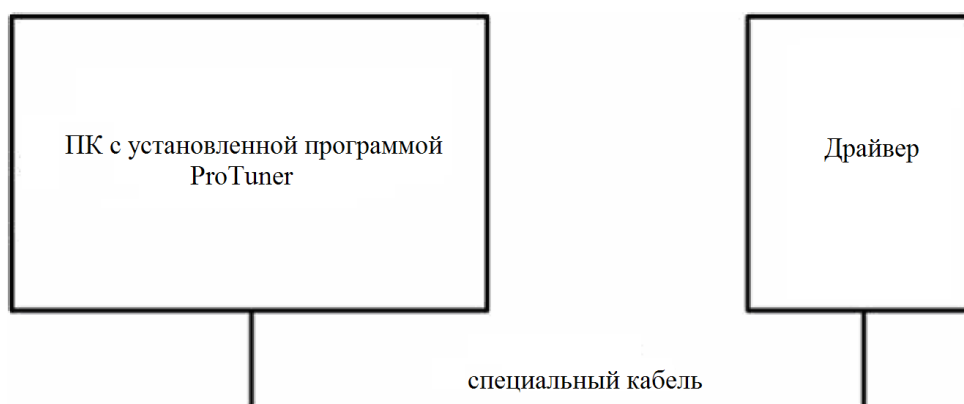 ПК с установленной программой
ProTuner
Драйвер
специальный кабель